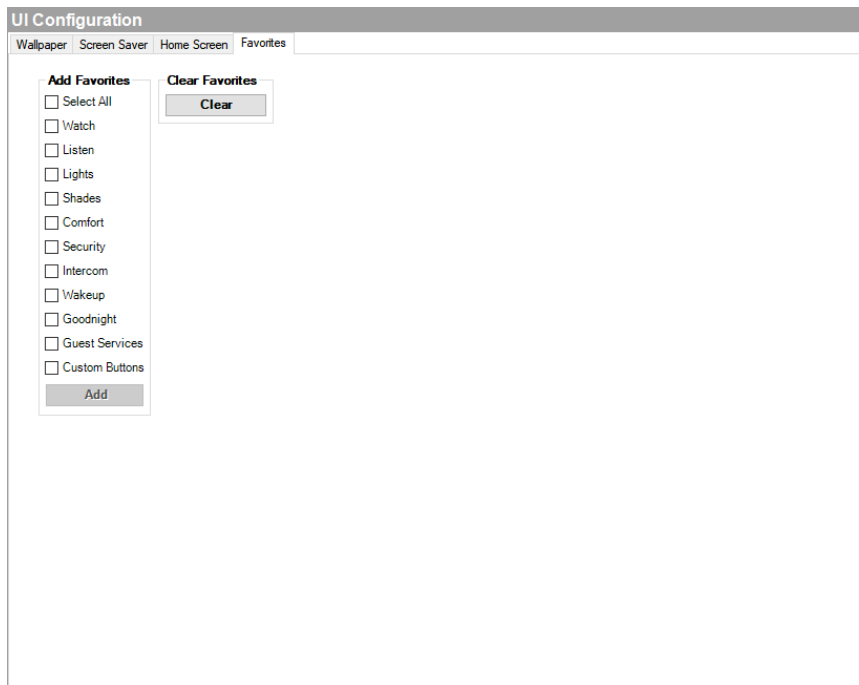 UI Configuration
Wallpaper Screen Saver Home Screen Favorites
Add Favorites Clear Favorites
Select All Clear
Watch
Listen
Lights
Shades
Comfort
Security
Intercom
Wakeup
Goodnight
Guest Services
Custom Buttons
Add